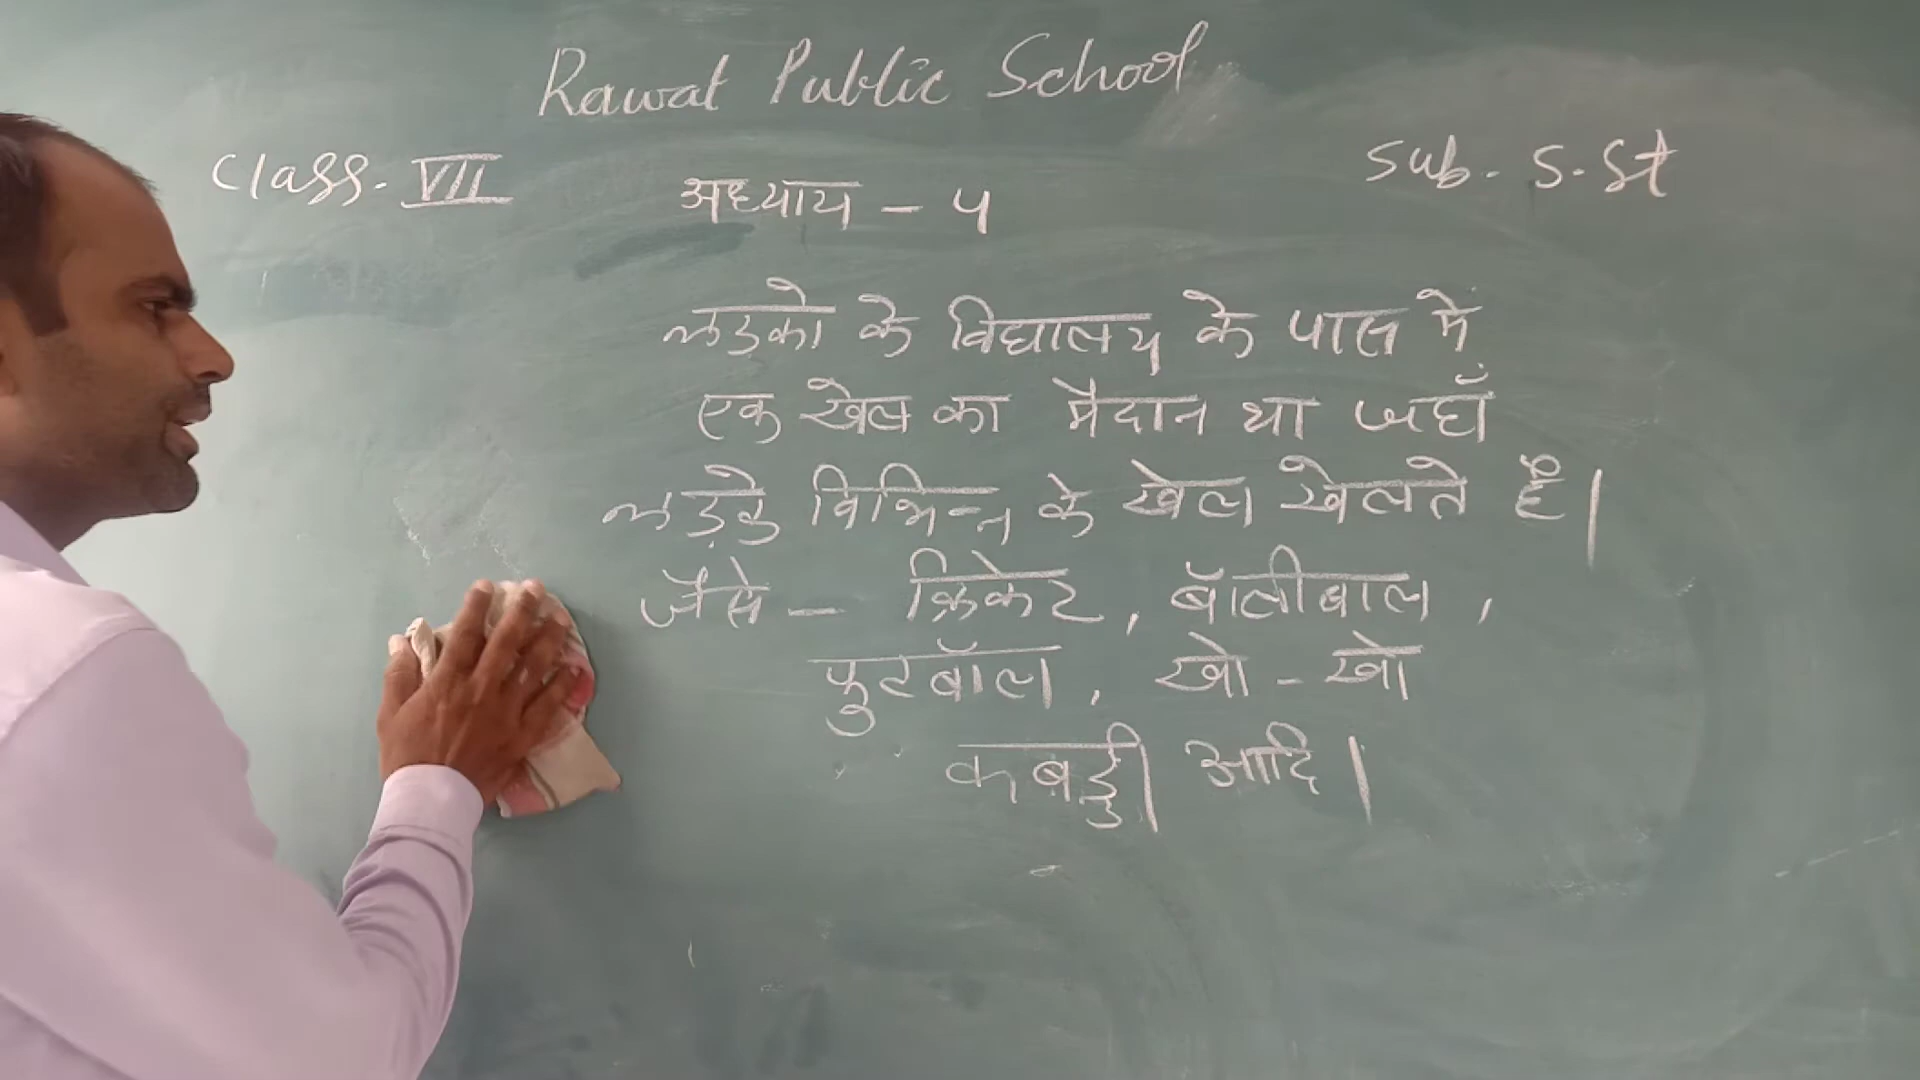 Rawat Public School
Class. VII
Sub. S.St
अध्याय - 4
लड़को के विद्यालय के पास में
एक खेल का मैदान था जहाँ
लड़के विभिन्न के खेल खेलते हैं।
जैसे - क्रिकेट, बॉलीबाल,
फुटबॉल, खो - खो
कबड्डी आदि।